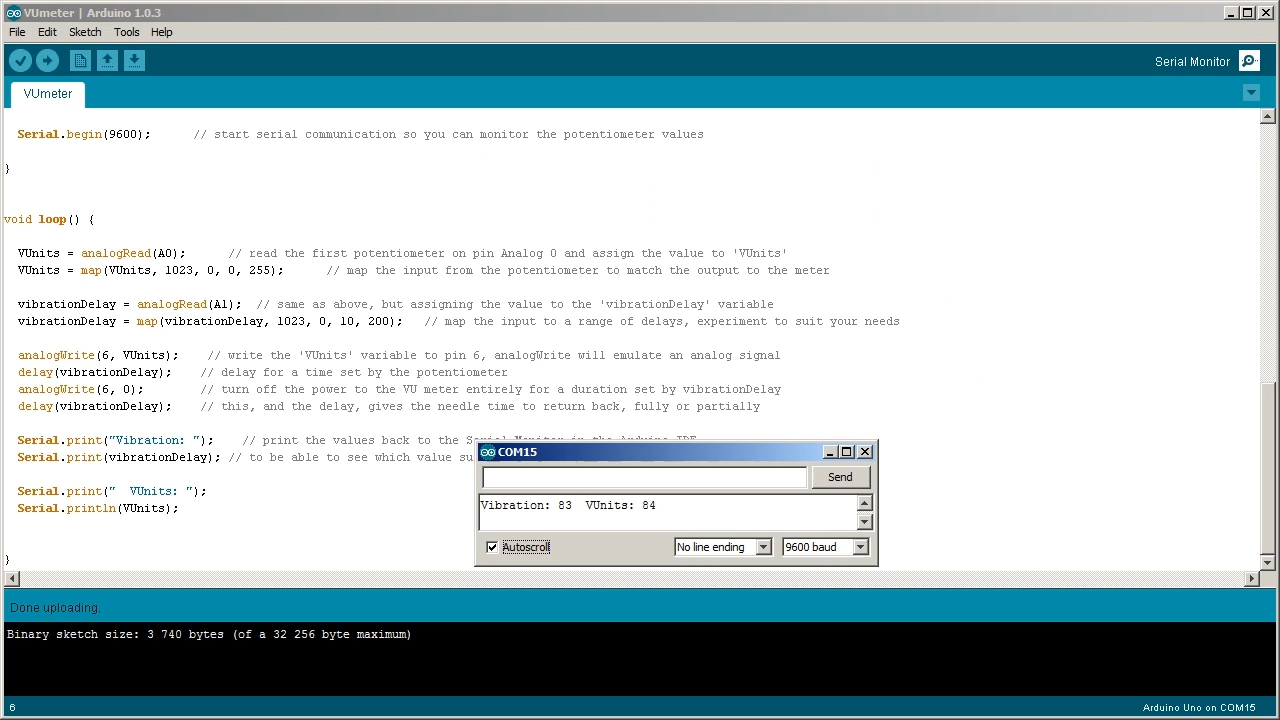 VUmeter | Arduino 1.0.3
File Edit Sketch Tools Help
Serial Monitor
VUmeter
Serial.begin(9600);      // start serial communication so you can monitor the potentiometer values
}
void loop() {
VUnits = analogRead(A0);      // read the first potentiometer on pin Analog 0 and assign the value to 'VUnits'
VUnits = map(VUnits, 1023, 0, 0, 255);      // map the input from the potentiometer to match the output to the meter
vibrationDelay = analogRead(A1);  // same as above, but assigning the value to the 'vibrationDelay' variable
vibrationDelay = map(vibrationDelay, 1023, 0, 10, 200);   // map the input to a range of delays, experiment to suit your needs
analogWrite(6, VUnits);    // write the 'VUnits' variable to pin 6, analogWrite will emulate an analog signal
delay(vibrationDelay);    // delay for a time set by the potentiometer
analogWrite(6, 0);        // turn off the power to the VU meter entirely for a duration set by vibrationDelay
delay(vibrationDelay);    // this, and the delay, gives the needle time to return back, fully or partially
Serial.print("Vibration: ");    // print the values back to the Serial Monitor in the Arduino IDE
Serial.print(vibrationDelay); // to be able to see which value su
Serial.print("  VUnits: ");
Serial.println(VUnits);
}
COM15
Send
Vibration: 83  VUnits: 84
Autoscroll
No line ending
9600 baud
Done uploading.
Binary sketch size: 3 740 bytes (of a 32 256 byte maximum)
6
Arduino Uno on COM15